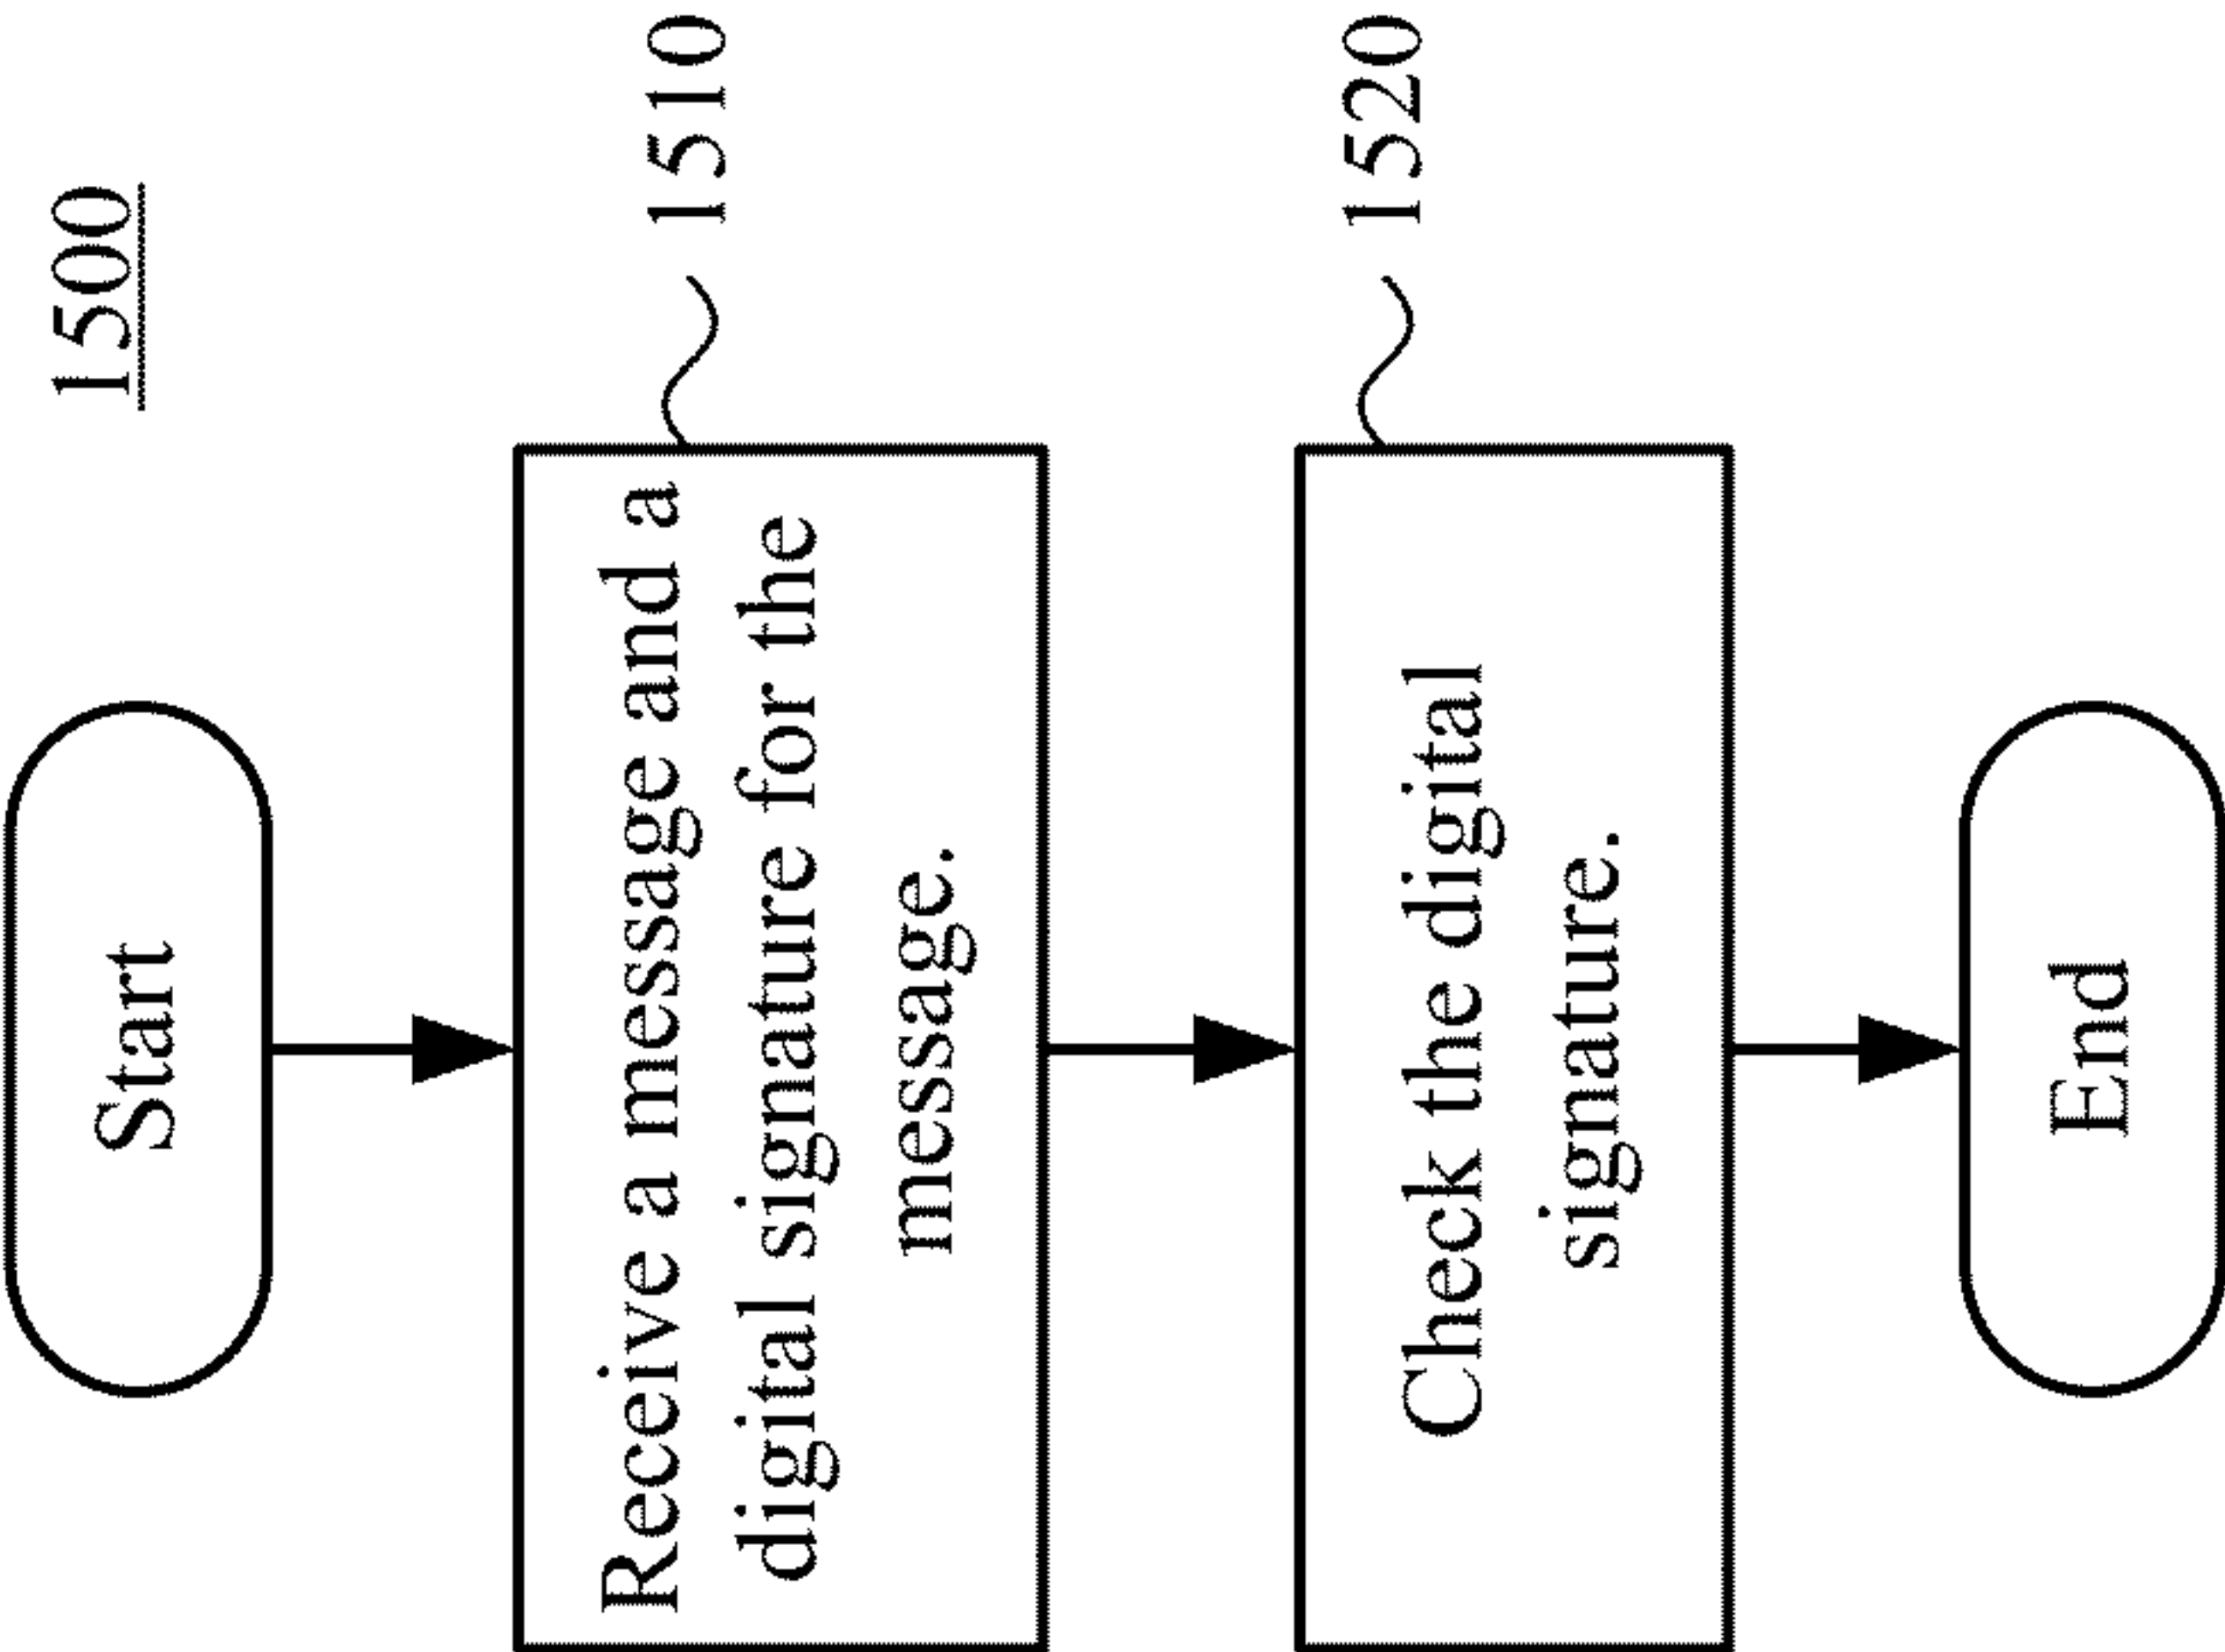 1500
Start
Receive a message and a
digital signature for the
message.
1510
Check the digital
signature.
1520
End